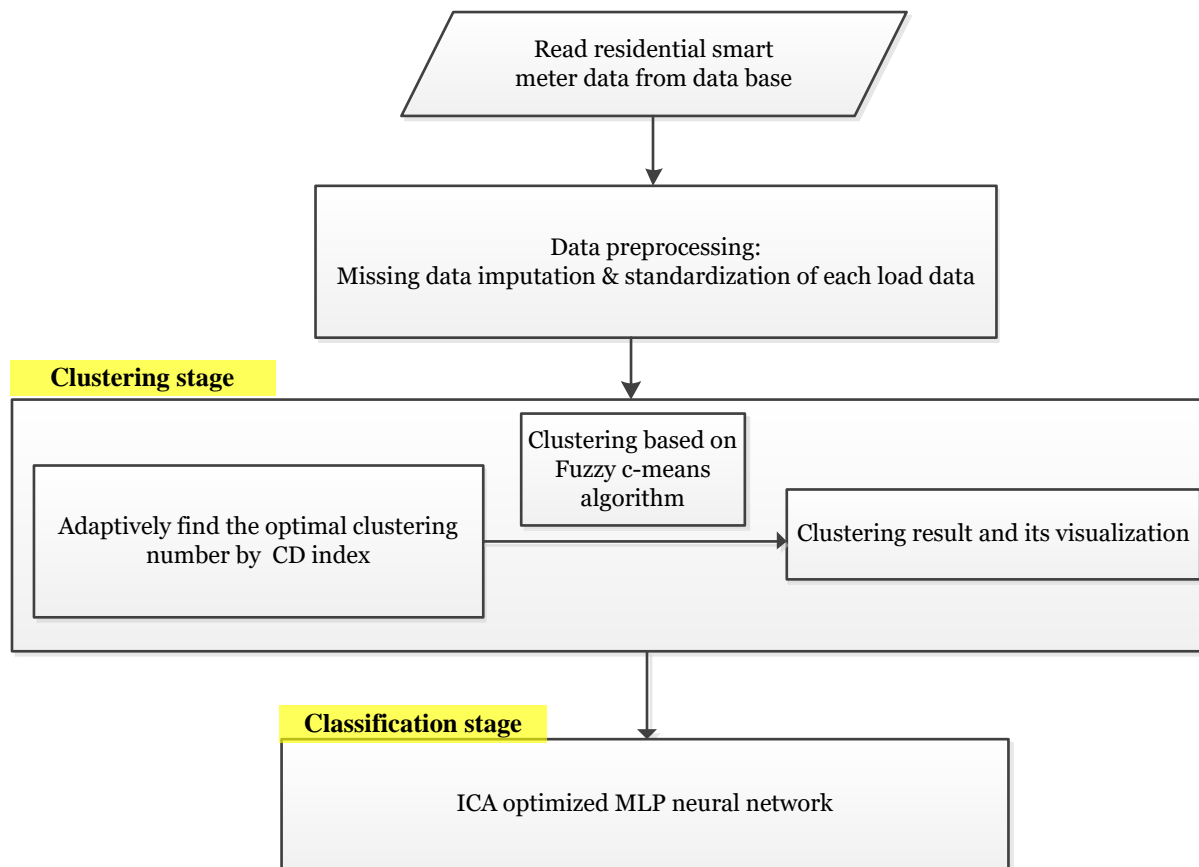 Read residential smart
meter data from data base
Data preprocessing:
Missing data imputation & standardization of each load data
Clustering stage
Clustering based on
Fuzzy c-means
algorithm
Adaptively find the optimal clustering
number by CD index
Clustering result and its visualization
Classification stage
ICA optimized MLP neural network